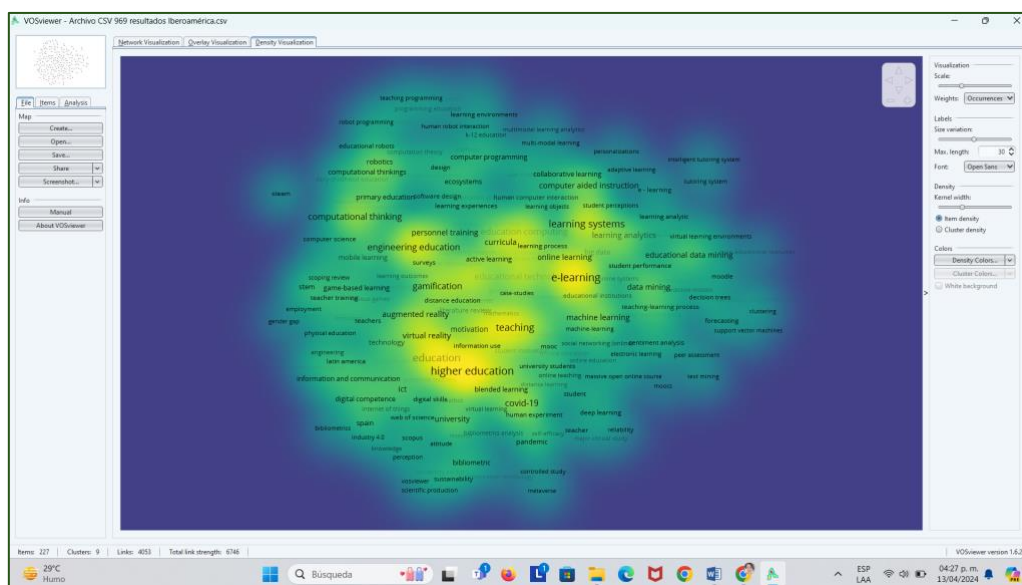 VOSviewer - Archivo CSV 969 resultados Iberoamérica.csv
Network Visualization Overlay Visualization Density Visualization
File Items Analysis
Map
Create...
Open...
Save...
Share
Screenshot...
Info
Manual
About VOSviewer
teaching programming
learning environments
robot programming
human robot interaction
multimodal learning analytics
k-12 education
educational robots
multi-modal learning
personalizations
robotics
computer programming
intelligent tutoring system
computational thinkings
design
collaborative learning
adaptive learning
ecosystems
computer aided instruction
e - learning
tutoring system
steam
primary education
software design
human computer interaction
student perceptions
learning experiences
learning objects
computational thinking
learning systems
learning analysis
personnel training
education computing
learning analytics
virtual learning environments
computer science
engineering education
curricula
learning process
mobile learning
surveys
active learning
online learning
educational data mining
student performance
scoping review
learning outcomes
educational
e-learning
moodle
stem
game-based learning
gamification
case-studies
data mining
teacher training
distance education
educational institutions
decision trees
employment
teaching-learning process
augmented reality
machine learning
clustering
gender gap
teachers
forecasting
physical education
virtual reality
motivation
teaching
machine-learning
support vector machines
technology
information use
mooc
social networking
sentiment analysis
engineering
electronic learning
peer assessment
latin america
education
higher education
university students
information and communication
online teaching
massive open online course
text mining
ict
blended learning
moocs
digital competence
digital skills
student
internet of things
virtual learning
covid-19
deep learning
spain
web of science
university
human experiment
bibliometrics
teacher
reliability
industry 4.0
scopus
attitude
pandemic
knowledge
perception
bibliometric
controlled study
vosviewer
sustainability
scientific production
metaverse
Visualization
Scale:
Weights: Occurrences
Labels
Size variation:
Max. length: 30
Font: Open Sans
Density
Kernel width:
Item density
Cluster density
Colors
Density Colors...
Cluster Colors...
White background
Items: 227 Clusters: 9 Links: 4053 Total link strength: 6746
29°C
Humo
Búsqueda
ESP
LAA
04:27 p. m.
13/04/2024